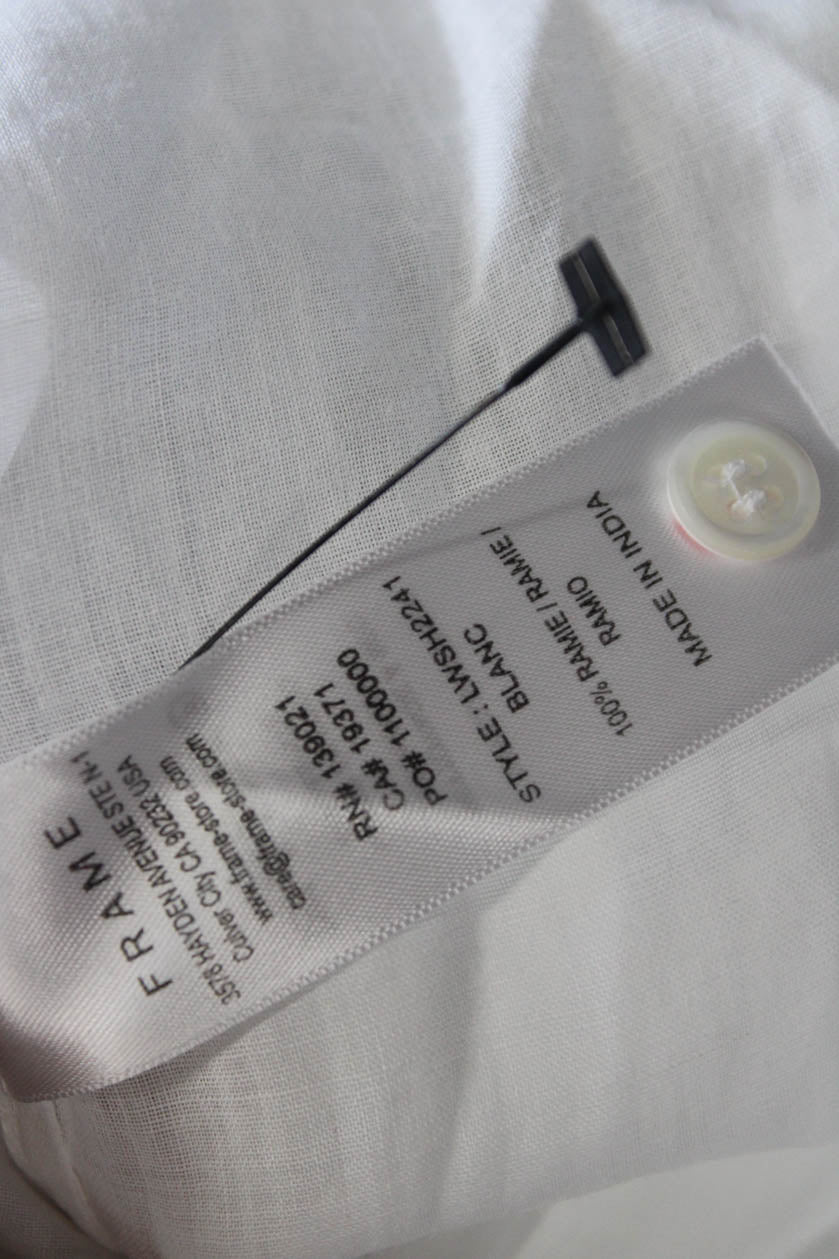 FRAME
3578 HAYDEN AVENUE STE N-1
Culver City CA 90232 USA
www.frame-store.com
care@frame-store.com
RN# 139021
CA# 19371
PO# 1100000
STYLE : LWSH2241
BLANC
100% RAMIE / RAMIE /
RAMIO
MADE IN INDIA